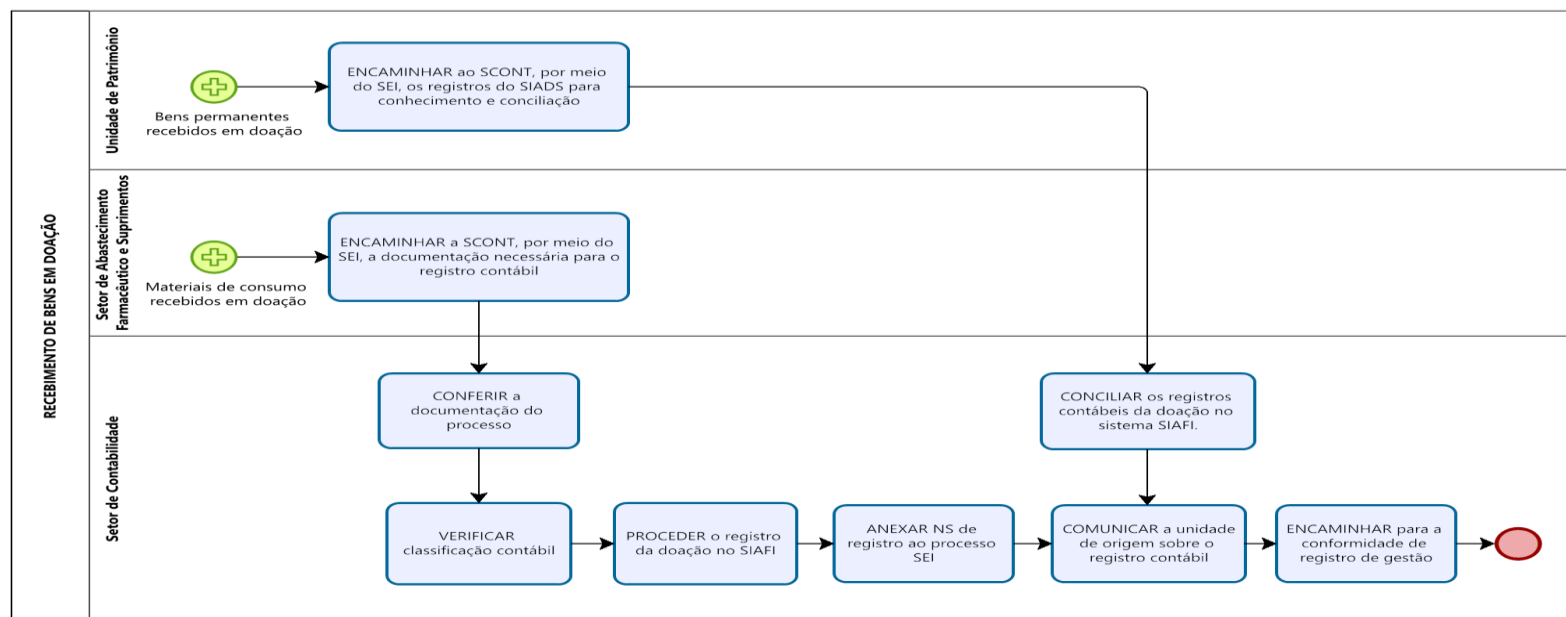 RECEBIMENTO DE BENS EM DOAÇÃO
Unidade de Patrimônio
Bens permanentes
recebidos em doação
ENCAMINHAR ao SCONT, por meio
do SEI, os registros do SIADS para
conhecimento e conciliação
Setor de Abastecimento
Farmacêutico e Suprimentos
Materiais de consumo
recebidos em doação
ENCAMINHAR a SCONT, por meio do
SEI, a documentação necessária para o
registro contábil
Setor de Contabilidade
CONFERIR a
documentação do
processo
CONCILIAR os registros
contábeis da doação no
sistema SIAFI.
VERIFICAR
classificação contábil
PROCEDER o registro
da doação no SIAFI
ANEXAR NS de
registro ao processo
SEI
COMUNICAR a unidade
de origem sobre o
registro contábil
ENCAMINHAR para a
conformidade de
registro de gestão